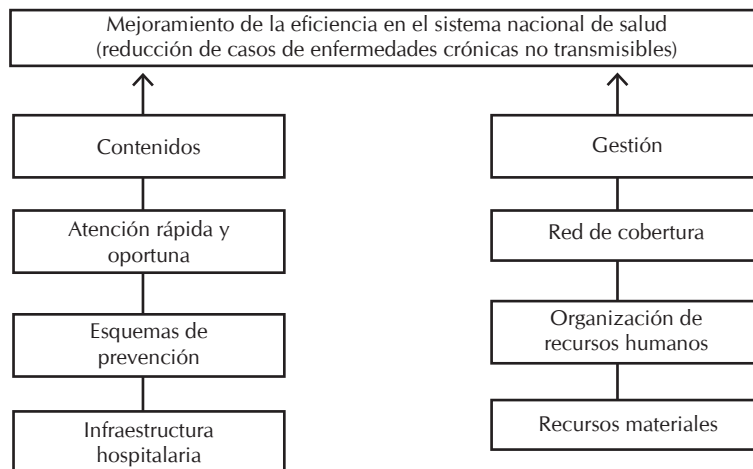 Mejoramiento de la eficiencia en el sistema nacional de salud
(reducción de casos de enfermedades crónicas no transmisibles)
Contenidos
Atención rápida y
oportuna
Esquemas de
prevención
Infraestructura
hospitalaria
Gestión
Red de cobertura
Organización de
recursos humanos
Recursos materiales